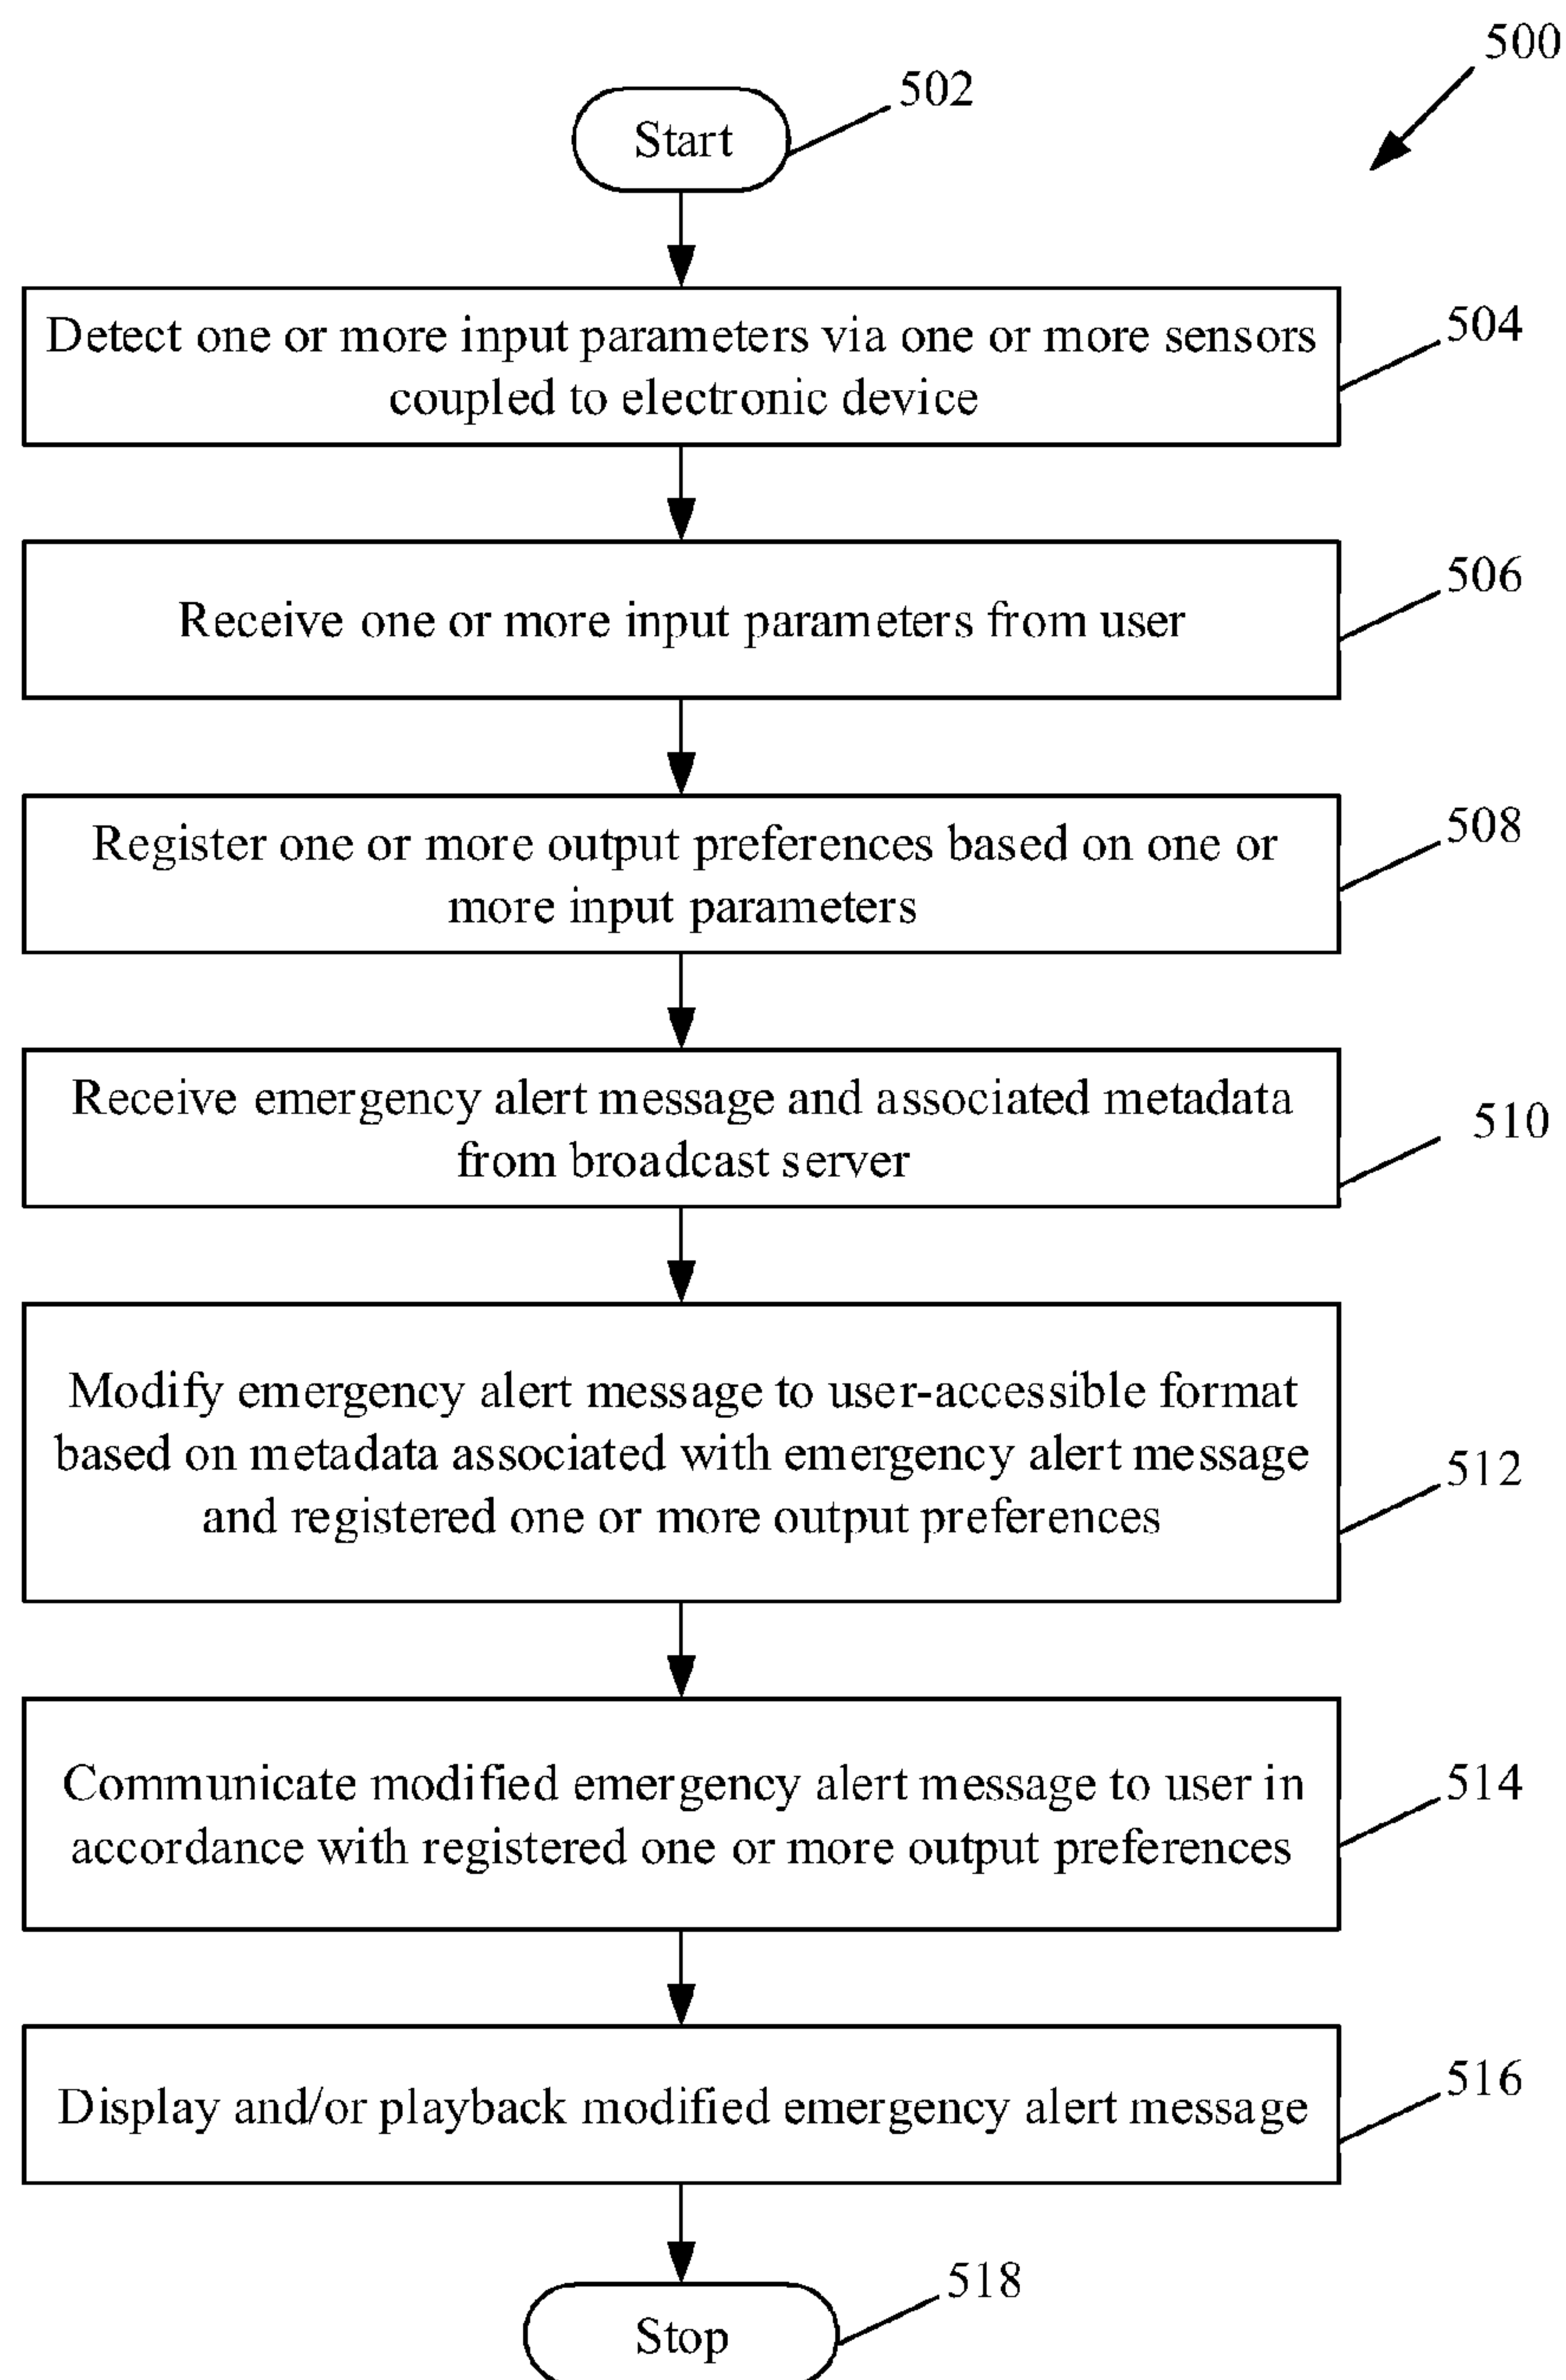 500
502
Start
Detect one or more input parameters via one or more sensors
coupled to electronic device
504
Receive one or more input parameters from user
506
Register one or more output preferences based on one or
more input parameters
508
Receive emergency alert message and associated metadata
from broadcast server
510
Modify emergency alert message to user-accessible format
based on metadata associated with emergency alert message
and registered one or more output preferences
512
Communicate modified emergency alert message to user in
accordance with registered one or more output preferences
514
Display and/or playback modified emergency alert message
516
518
Stop